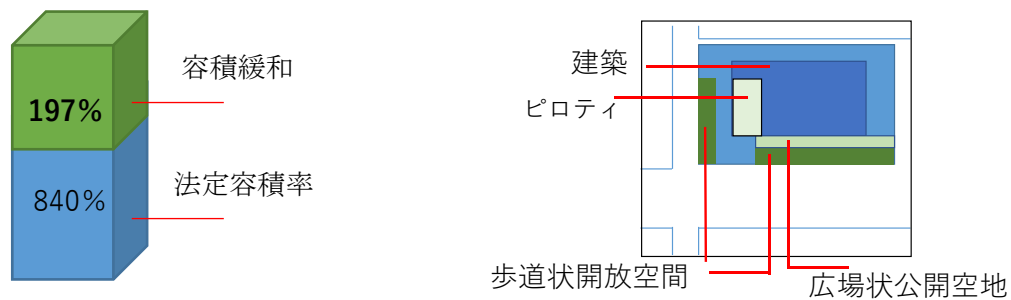 容積緩和
197%
法定容積率
840%
建築
ピロティ
歩道状開放空間
広場状公開空地